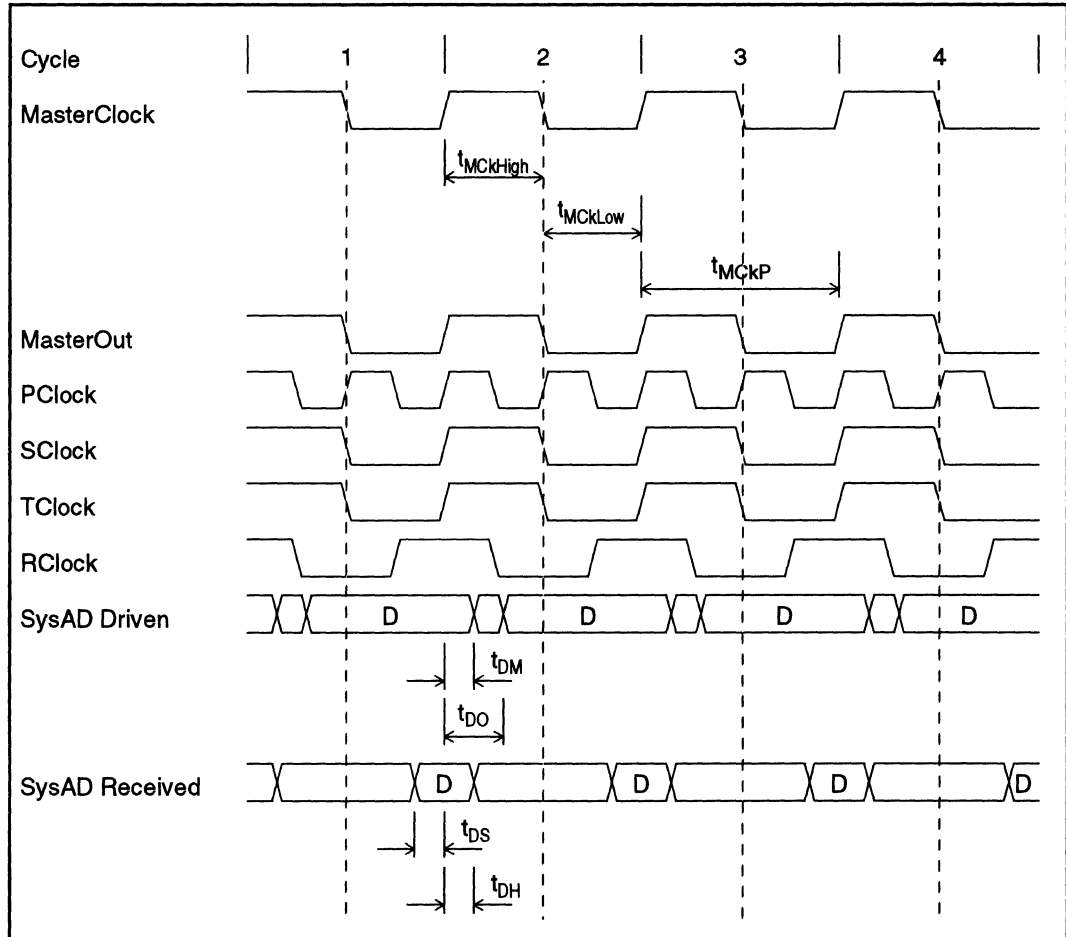 Cycle 1 2 3 4
MasterClock
tMCkHigh
tMCkLow
tMCkP
MasterOut
PClock
SClock
TClock
RClock
SysAD Driven D D D D
tDM
tDO
SysAD Received D D D D
tDS
tDH